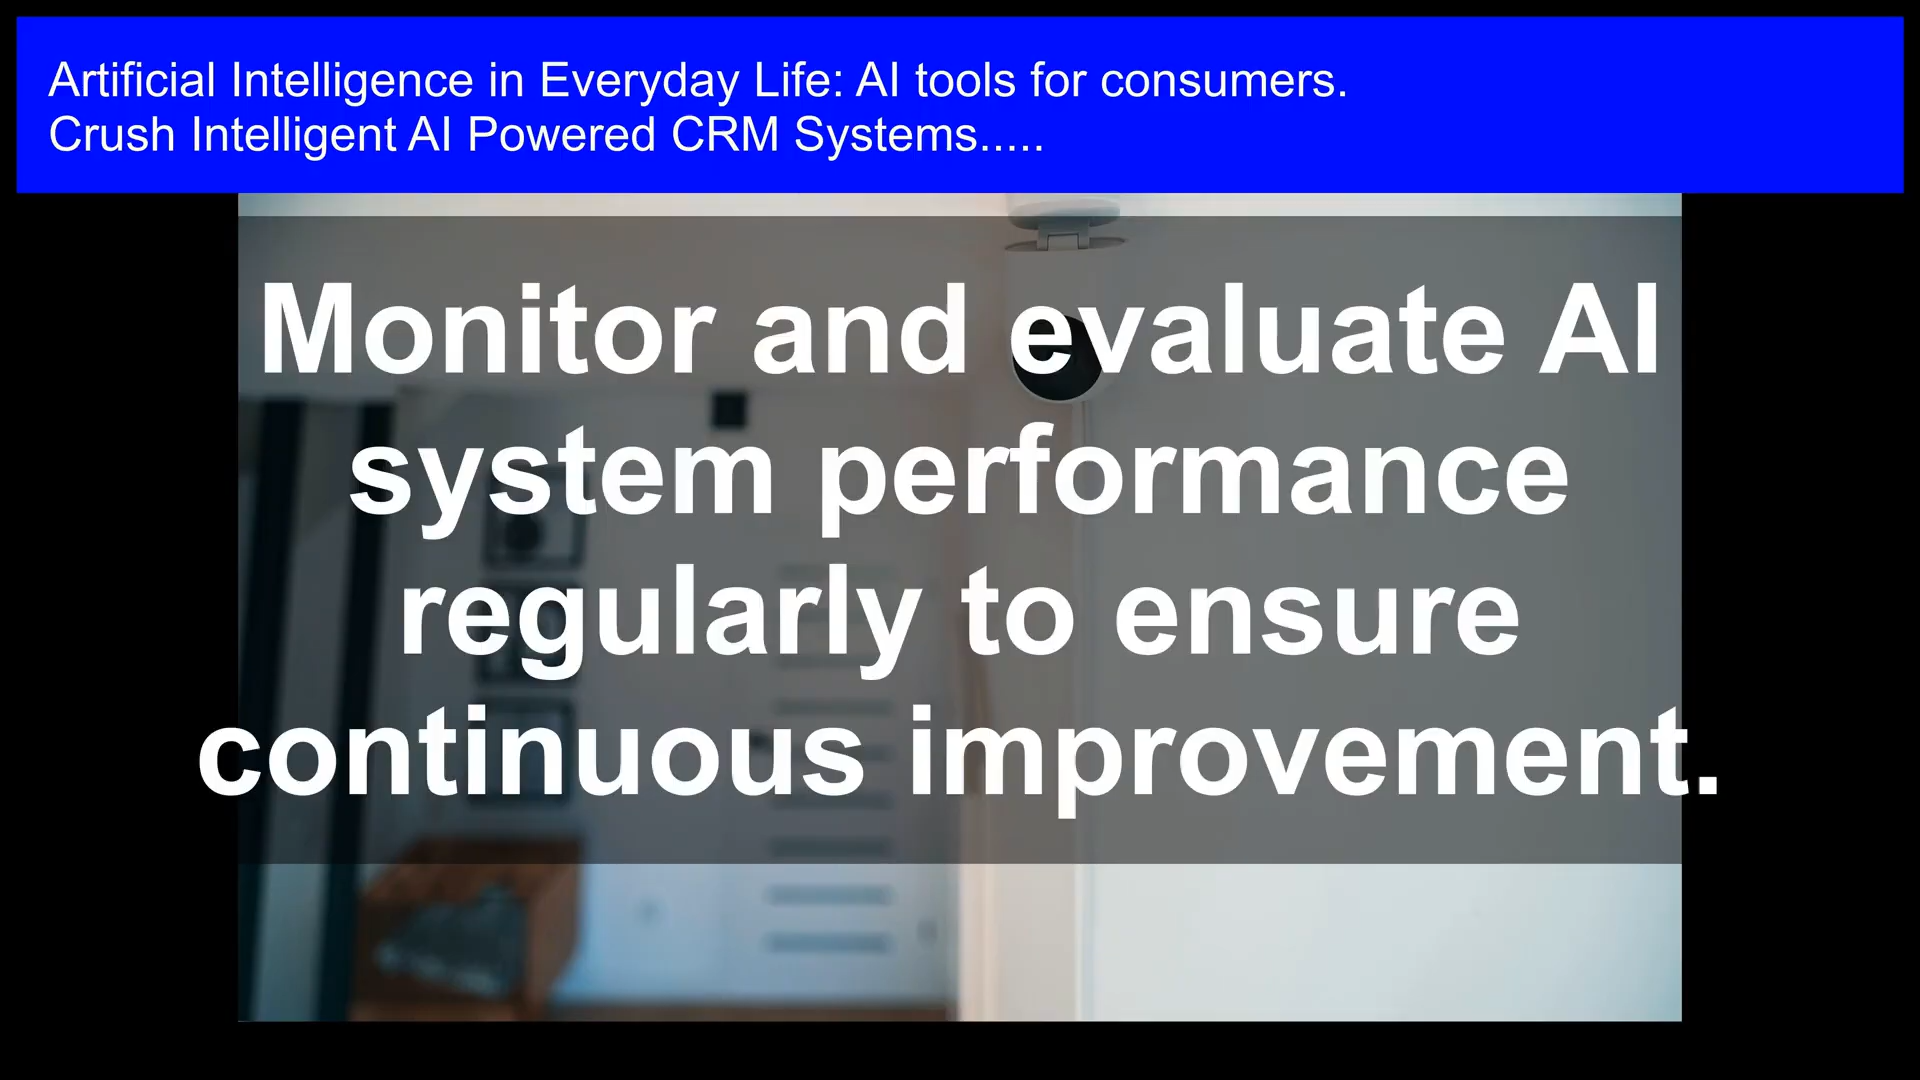 Artificial Intelligence in Everyday Life: AI tools for consumers.
Crush Intelligent AI Powered CRM Systems.....
Monitor and evaluate AI
system performance
regularly to ensure
continuous improvement.